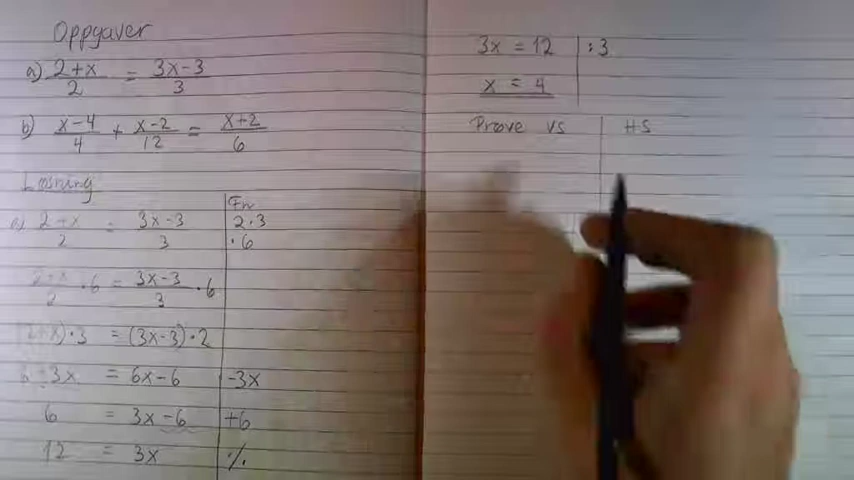 Oppgaver
a) 2+x/2 = 3x-3/3
b) x-4/4 + x-2/12 = x+2/6
Løsning
Fn
a) 2+x/2 = 3x-3/3 | 2·3
·6
2+x/2 ·6 = 3x-3/3 ·6
(2+x)·3 = (3x-3)·2
6+3x = 6x-6 | -3x
6 = 3x-6 | +6
12 = 3x | %
3x = 12 | :3
x = 4
Prøve VS | HS